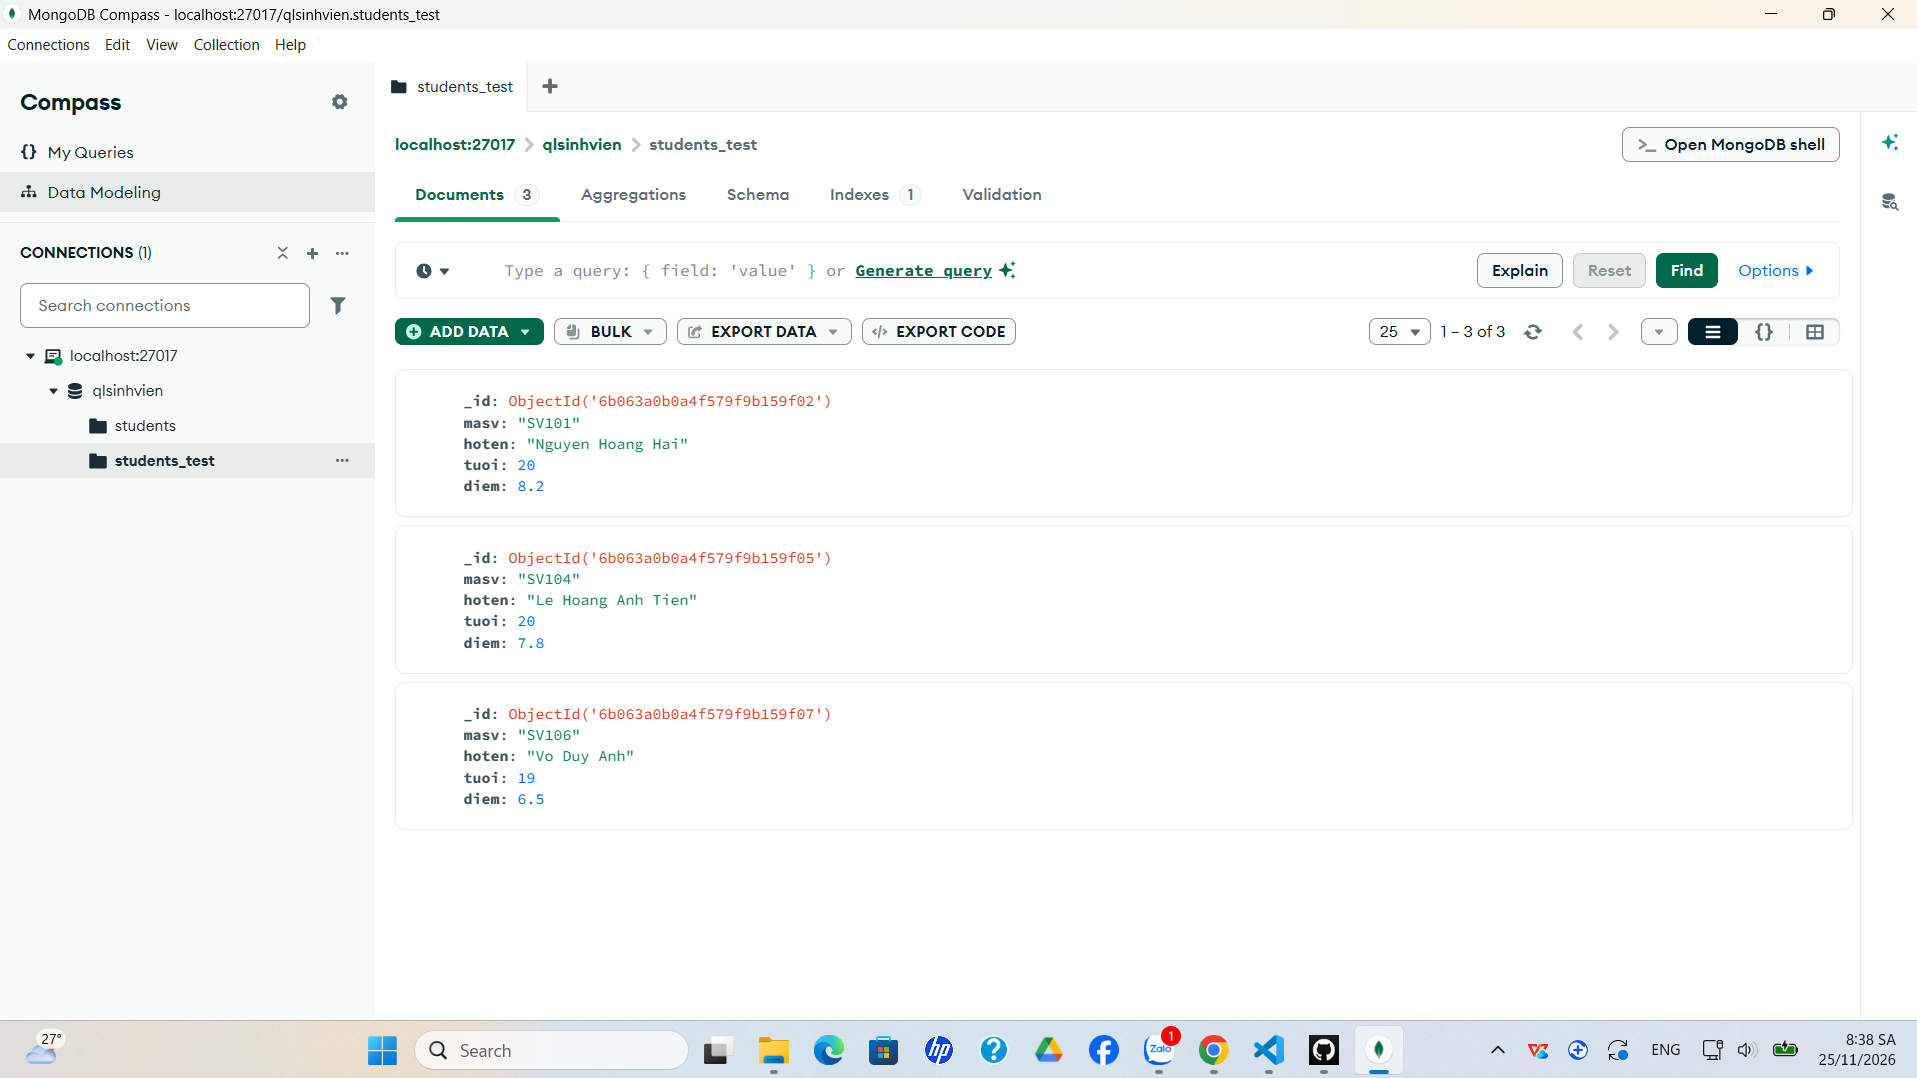 MongoDB Compass - localhost:27017/qlsinhvien.students_test
Connections Edit View Collection Help
Compass
My Queries
Data Modeling
CONNECTIONS (1)
Search connections
localhost:27017
qlsinhvien
students
students_test
students_test
localhost:27017 > qlsinhvien > students_test
>_ Open MongoDB shell
Documents 3 Aggregations Schema Indexes 1 Validation
Type a query: { field: 'value' } or Generate query
Explain Reset Find Options
ADD DATA BULK EXPORT DATA EXPORT CODE
25 1 – 3 of 3
_id: ObjectId('6b063a0b0a4f579f9b159f02')
masv: "SV101"
hoten: "Nguyen Hoang Hai"
tuoi: 20
diem: 8.2
_id: ObjectId('6b063a0b0a4f579f9b159f05')
masv: "SV104"
hoten: "Le Hoang Anh Tien"
tuoi: 20
diem: 7.8
_id: ObjectId('6b063a0b0a4f579f9b159f07')
masv: "SV106"
hoten: "Vo Duy Anh"
tuoi: 19
diem: 6.5
27°
Search
hp
Zalo
1
ENG
8:38 SA
25/11/2026